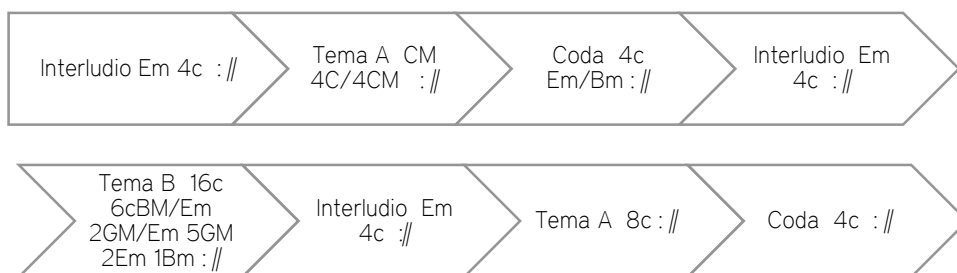 Interludio Em 4c :||
Tema A CM
4C/4CM :||
Coda 4c
Em/Bm :||
Interludio Em
4c :||
Tema B 16c
6cBM/Em
2GM/Em 5GM
2Em 1Bm :||
Interludio Em
4c :||
Tema A 8c :||
Coda 4c :||